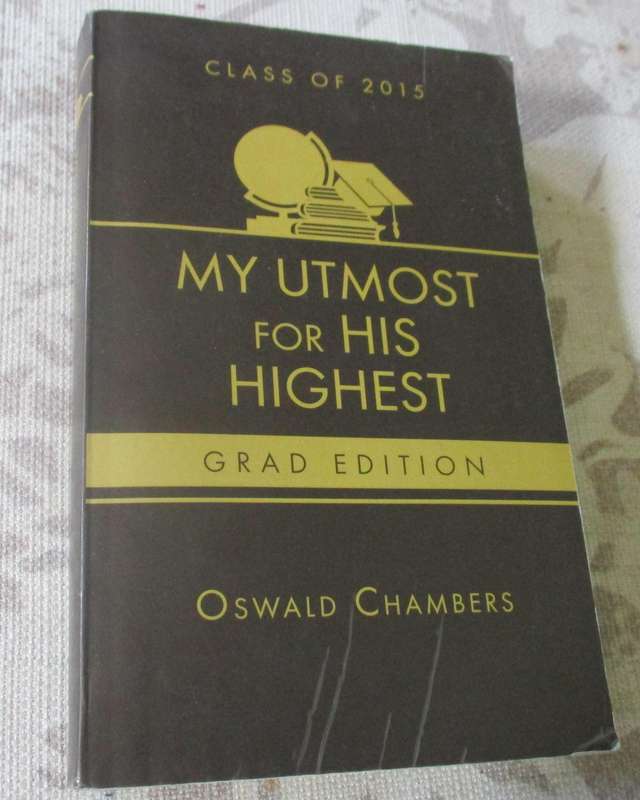 CLASS OF 2015
MY UTMOST
FOR HIS
HIGHEST
GRAD EDITION
OSWALD CHAMBERS